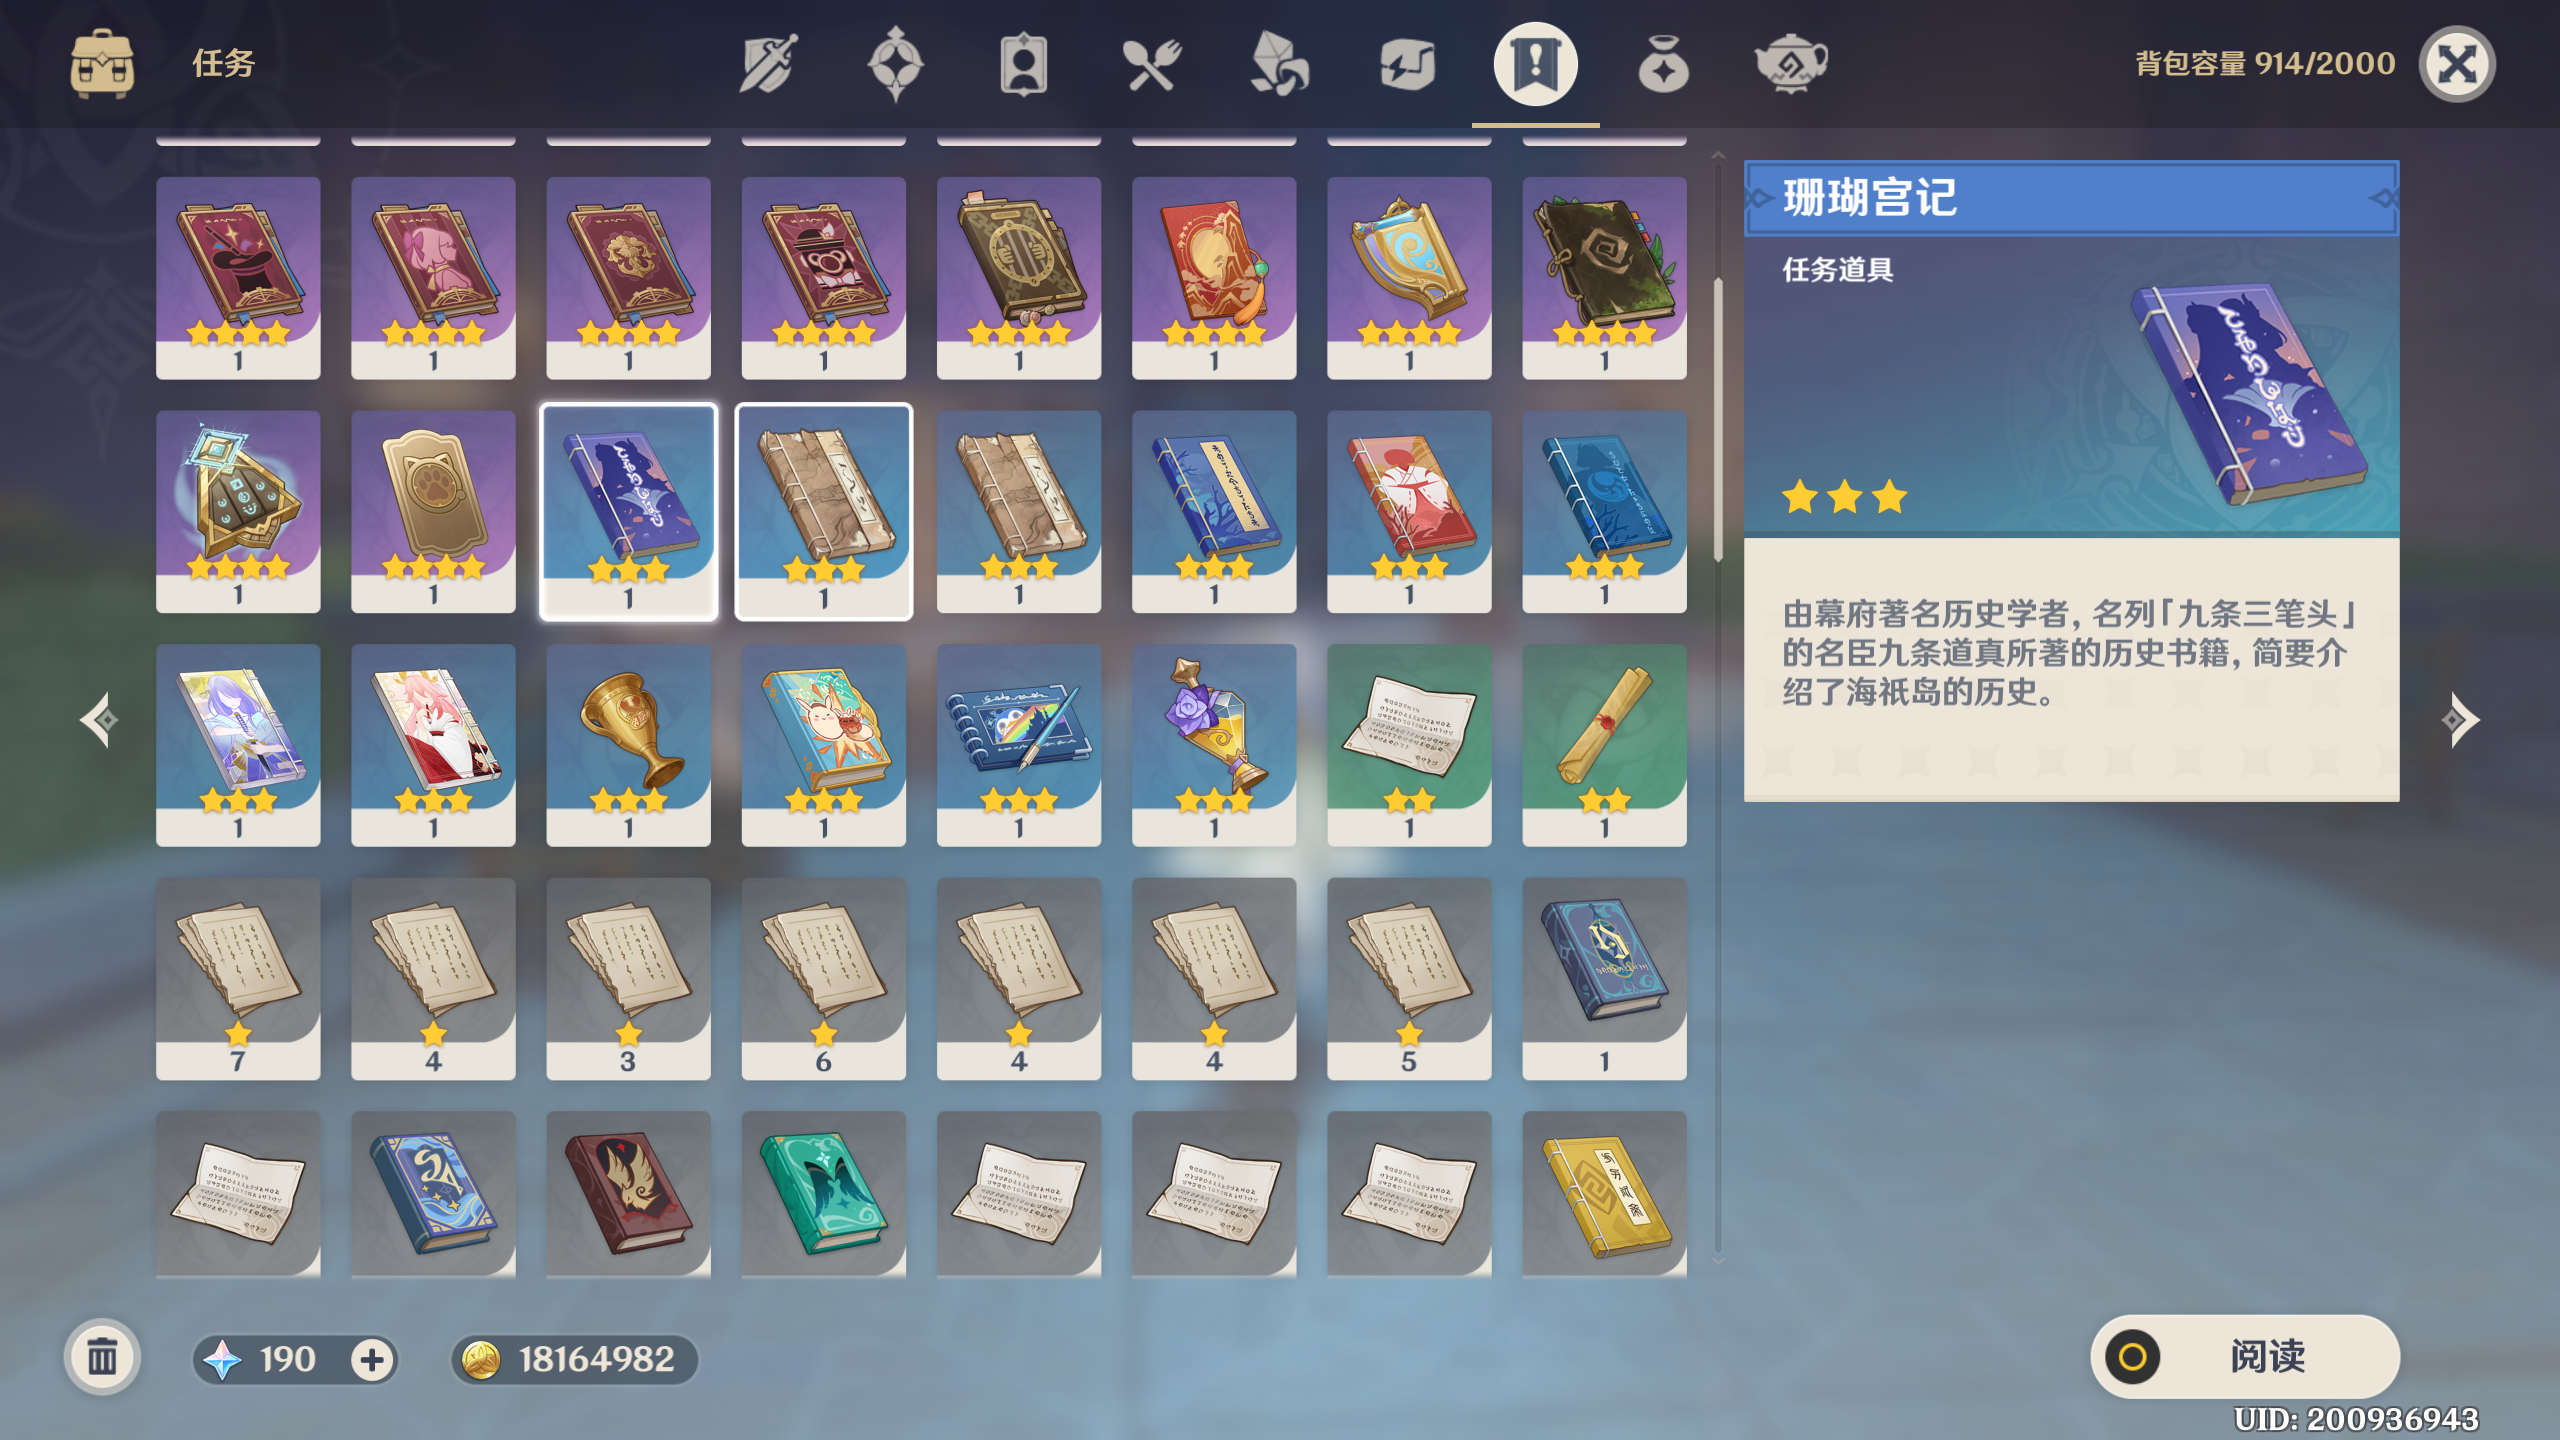 任务
背包容量 914/2000
珊瑚宫记
任务道具
由幕府著名历史学者,名列「九条三笔头」
的名臣九条道真所著的历史书籍,简要介
绍了海祇岛的历史。
1 1 1 1 1 1 1 1
1 1 1 1 1 1 1 1
1 1 1 1 1 1 1 1
7 4 3 6 4 4 5 1
190
18164982
阅读
UID: 200936943